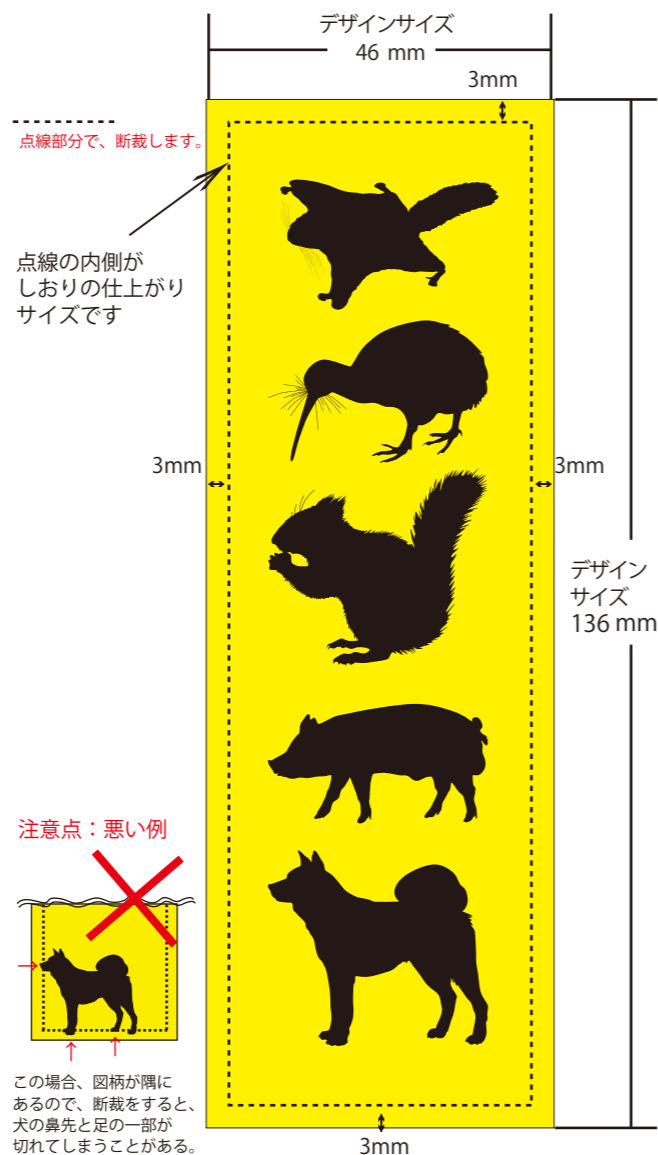 デザインサイズ
46 mm
3mm
点線部分で、断裁します。
点線の内側が
しおりの仕上がり
サイズです
3mm
3mm
デザイン
サイズ
136 mm
注意点：悪い例
この場合、図柄が隅に
あるので、断裁をすると、
犬の鼻先と足の一部が
切れてしまうことがある。
3mm